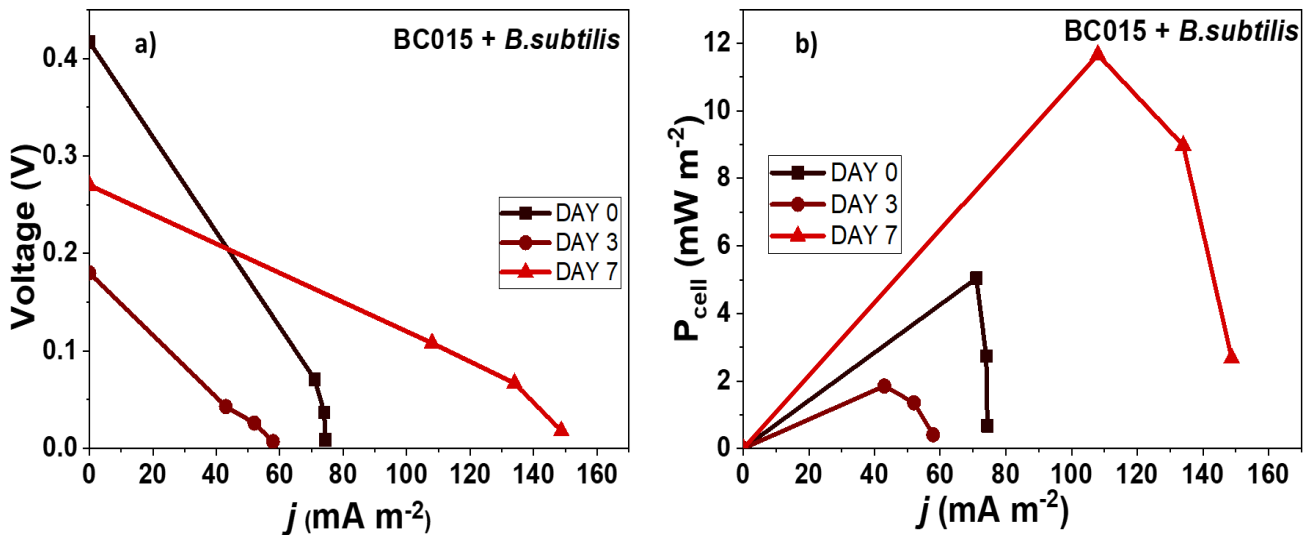 a)
BC015 + B.subtilis
Voltage (V)
0.4
0.3
0.2
0.1
0.0
DAY 0
DAY 3
DAY 7
0 20 40 60 80 100 120 140 160
j (mA m-2)
b)
BC015 + B.subtilis
Pcell (mW m-2)
12
10
8
6
4
2
0
DAY 0
DAY 3
DAY 7
0 20 40 60 80 100 120 140 160
j (mA m-2)